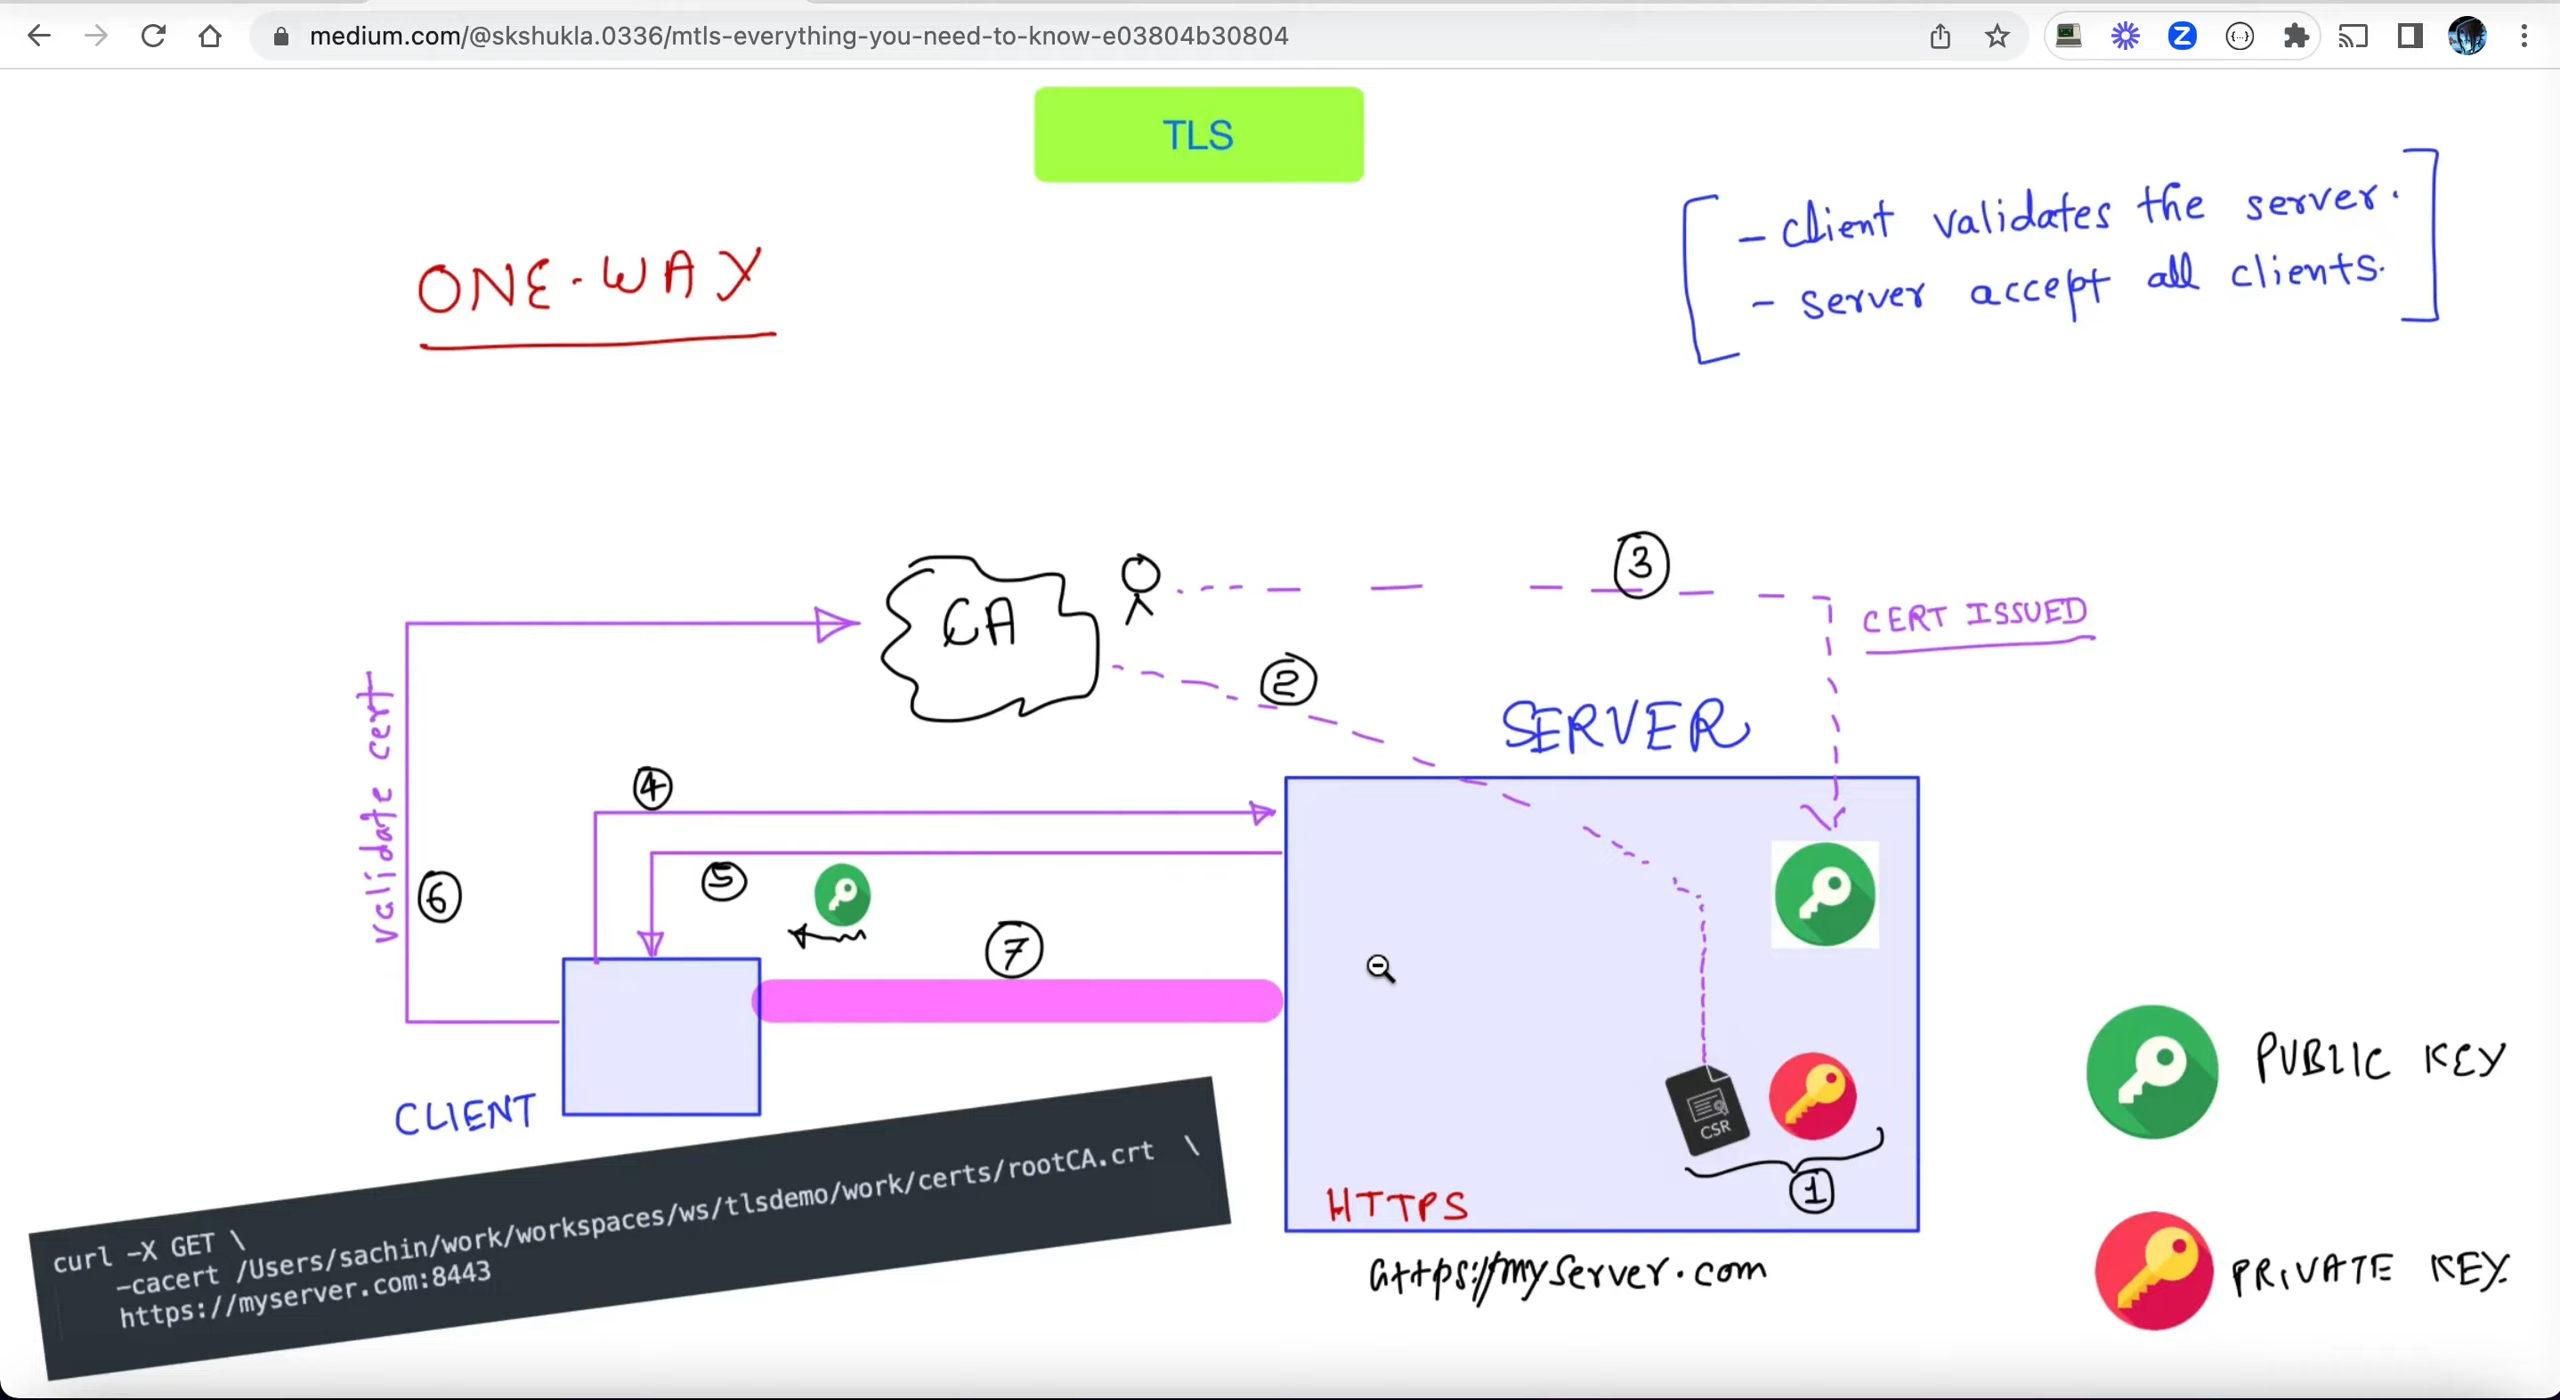 medium.com/@skshukla.0336/mtls-everything-you-need-to-know-e03804b30804
TLS
ONE-WAY
- client validates the server.
- server accept all clients.
CA
3
CERT ISSUED
2
SERVER
validate cert
4
5
6
7
CLIENT
CSR
1
HTTPS
https://myserver.com
PUBLIC KEY
PRIVATE KEY
curl -X GET \
-cacert /Users/sachin/work/workspaces/ws/tlsdemo/work/certs/rootCA.crt \
https://myserver.com:8443